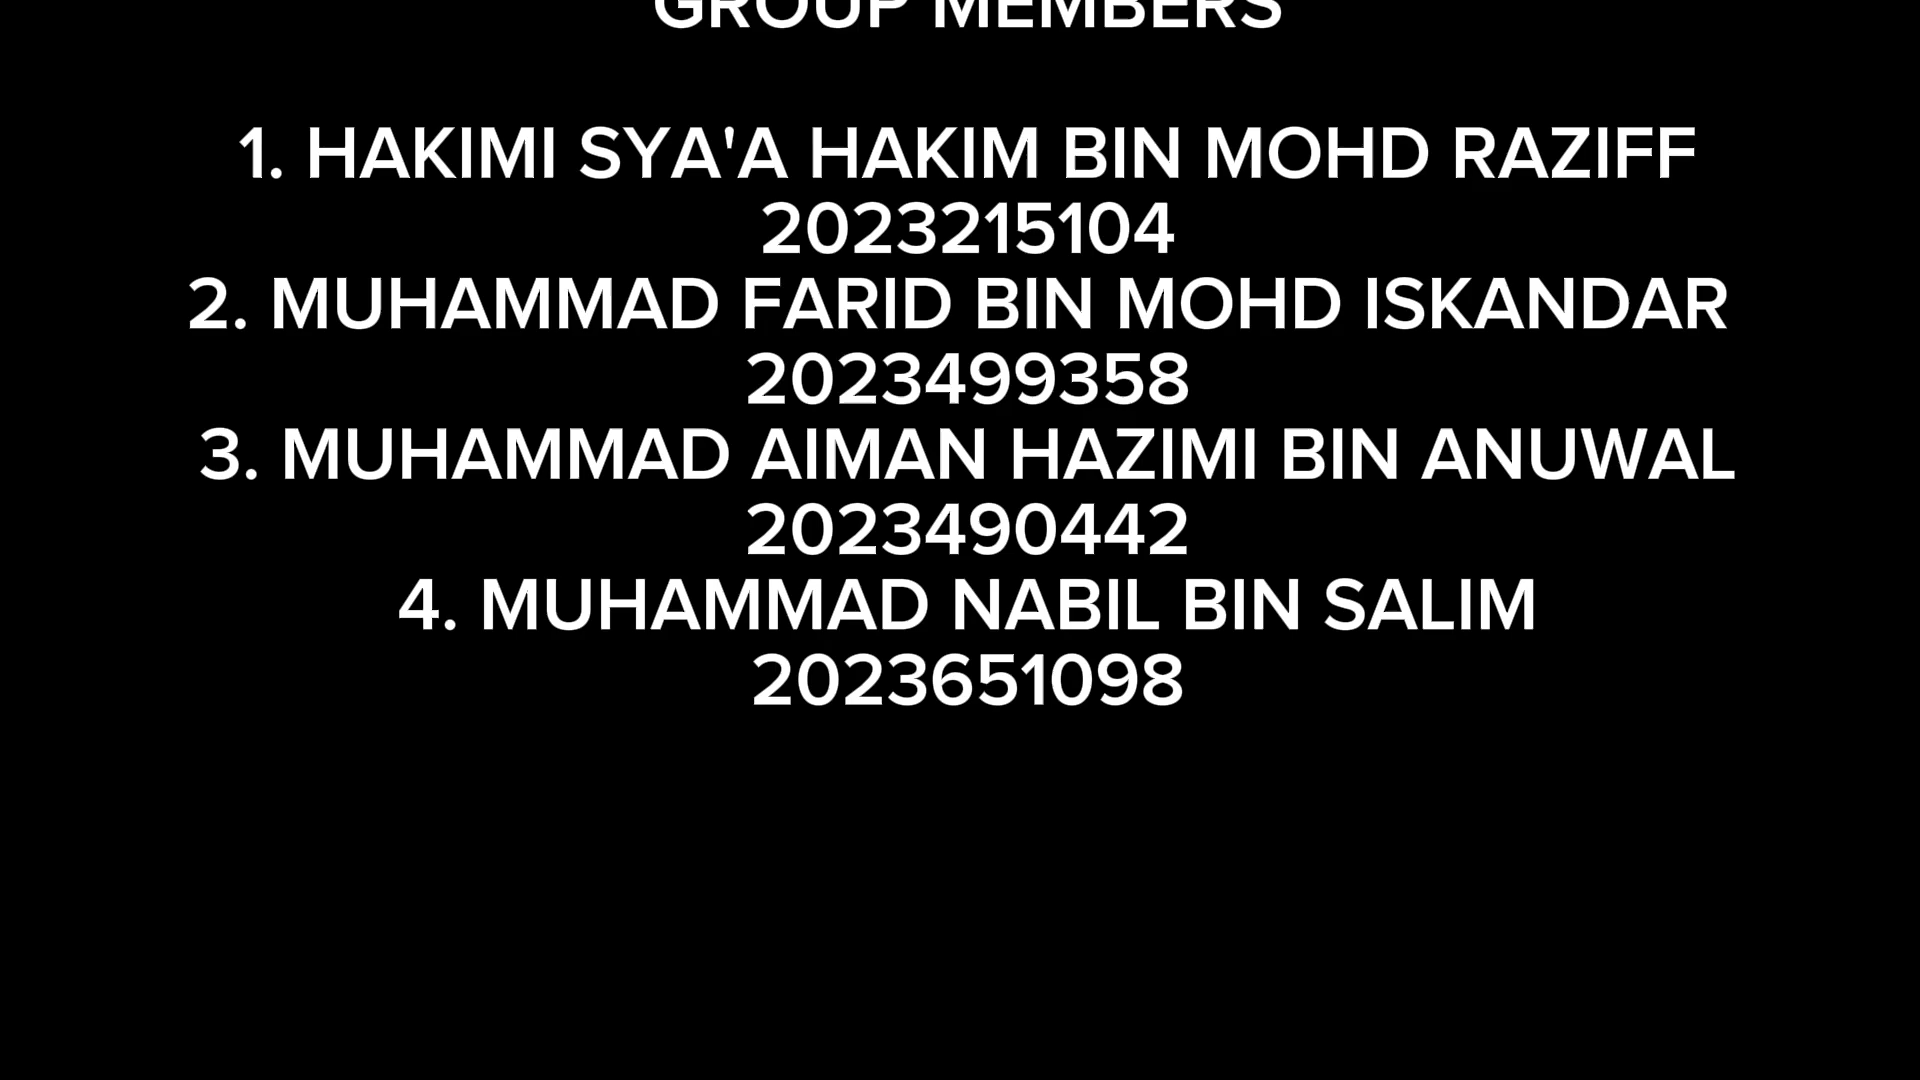 GROUP MEMBERS
1. HAKIMI SYA'A HAKIM BIN MOHD RAZIFF
2023215104
2. MUHAMMAD FARID BIN MOHD ISKANDAR
2023499358
3. MUHAMMAD AIMAN HAZIMI BIN ANUWAL
2023490442
4. MUHAMMAD NABIL BIN SALIM
2023651098